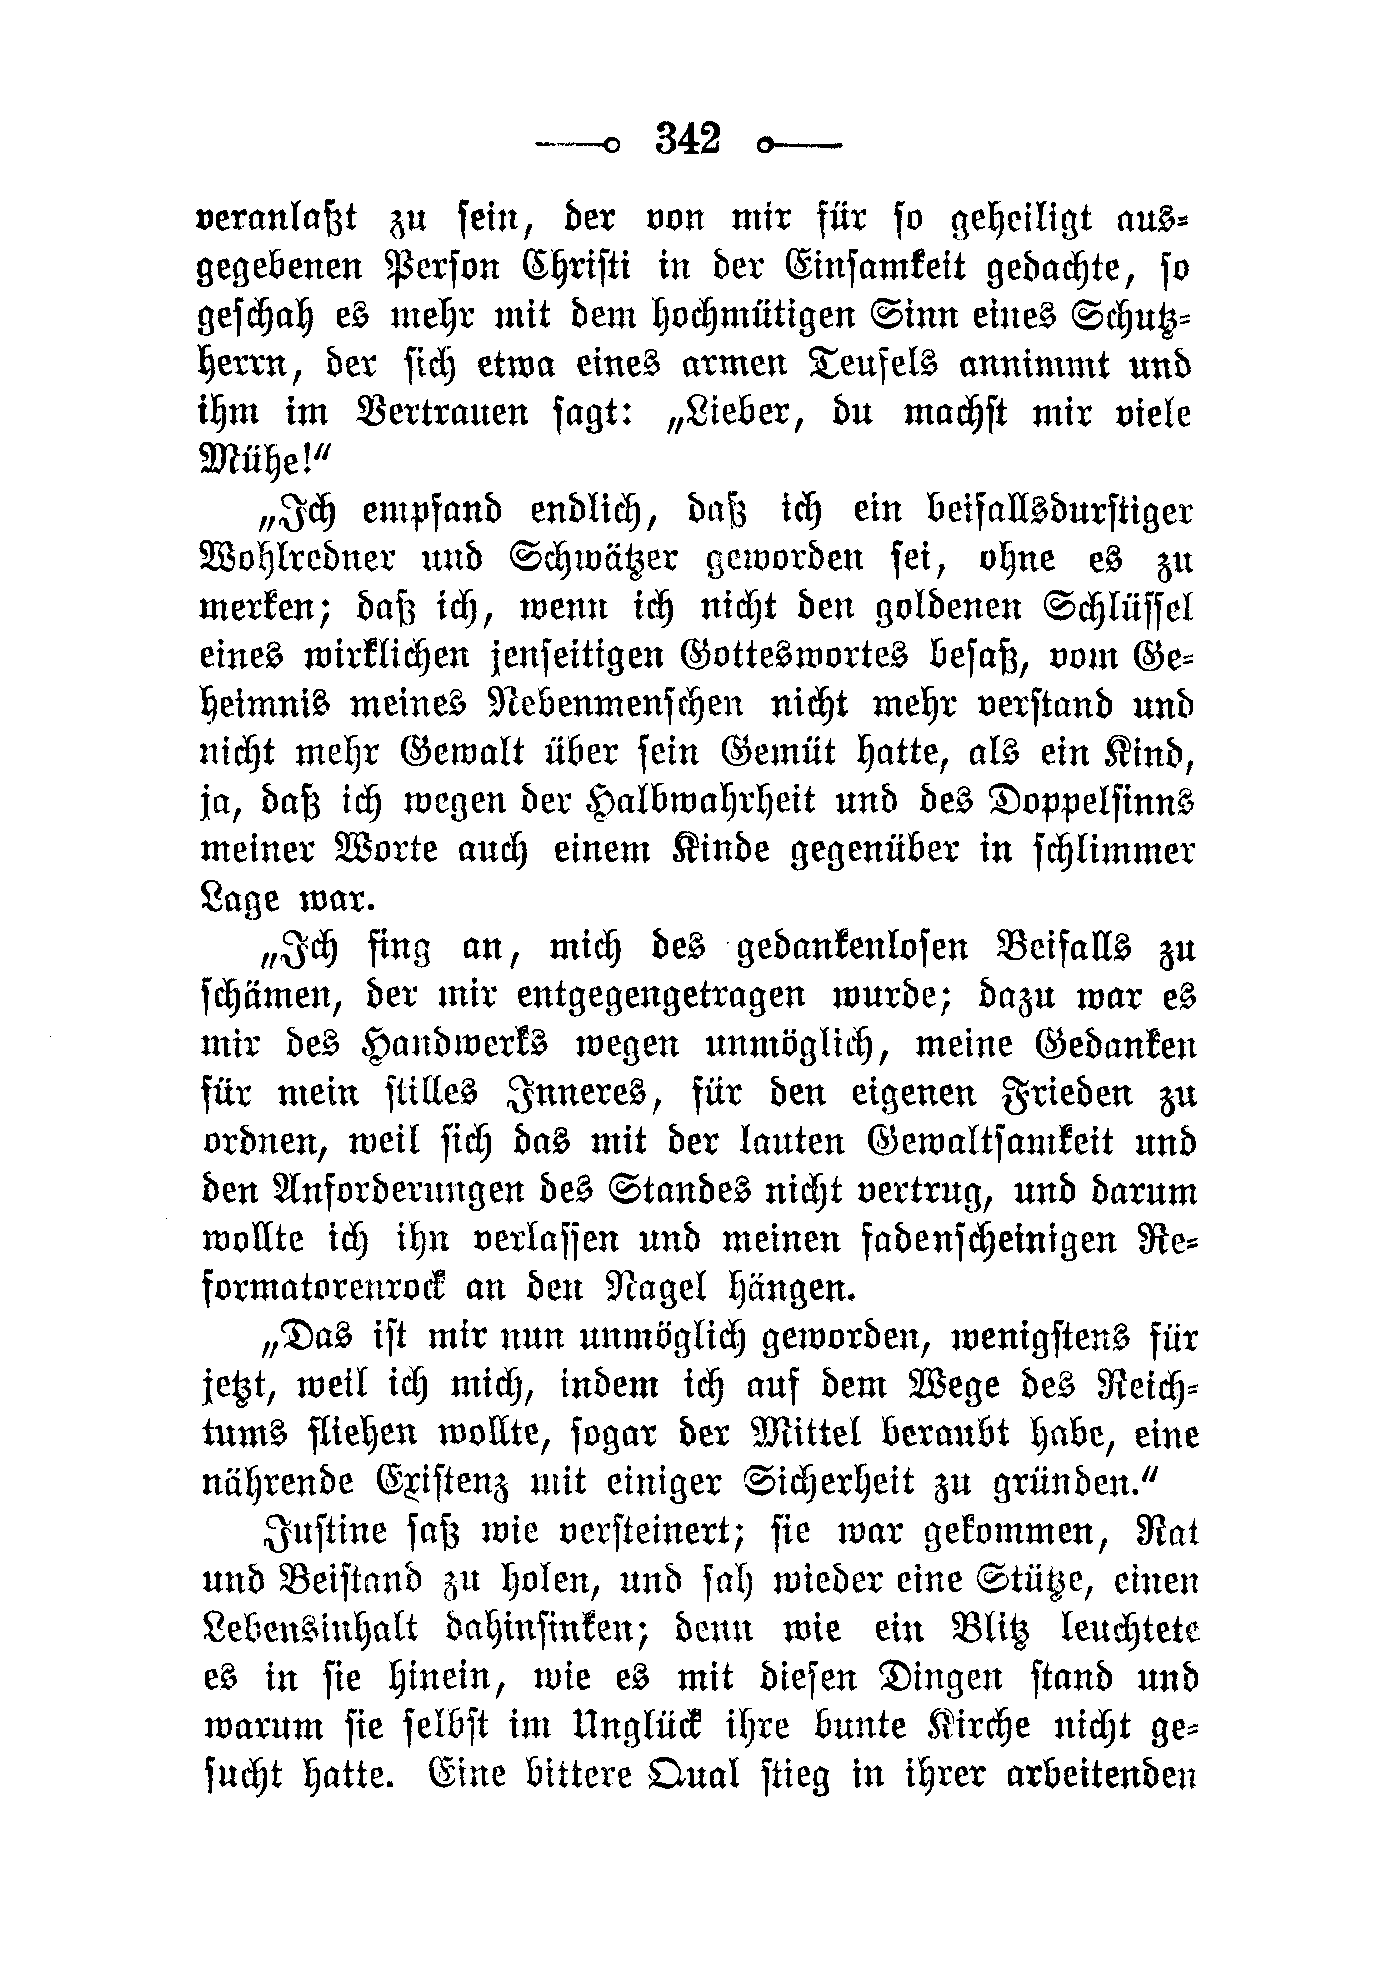 342
veranlaßt zu sein, der von mir für so geheiligt aus-
gegebenen Person Christi in der Einsamkeit gedachte, so
geschah es mehr mit dem hochmütigen Sinn eines Schutz-
herrn, der sich etwa eines armen Teufels annimmt und
ihm im Vertrauen sagt: „Lieber, du machst mir viele
Mühe!“
„Ich empfand endlich, daß ich ein beifallsdurstiger
Wohlredner und Schwätzer geworden sei, ohne es zu
merken; daß ich, wenn ich nicht den goldenen Schlüssel
eines wirklichen jenseitigen Gotteswortes besaß, vom Ge-
heimnis meines Nebenmenschen nicht mehr verstand und
nicht mehr Gewalt über sein Gemüt hatte, als ein Kind,
ja, daß ich wegen der Halbwahrheit und des Doppelsinns
meiner Worte auch einem Kinde gegenüber in schlimmer
Lage war.
„Ich fing an, mich des gedankenlosen Beifalls zu
schämen, der mir entgegengetragen wurde; dazu war es
mir des Handwerks wegen unmöglich, meine Gedanken
für mein stilles Inneres, für den eigenen Frieden zu
ordnen, weil sich das mit der lauten Gewaltsamkeit und
den Anforderungen des Standes nicht vertrug, und darum
wollte ich ihn verlassen und meinen fadenscheinigen Re-
formatorenrock an den Nagel hängen.
„Das ist mir nun unmöglich geworden, wenigstens für
jetzt, weil ich mich, indem ich auf dem Wege des Reich-
tums fliehen wollte, sogar der Mittel beraubt habe, eine
nährende Existenz mit einiger Sicherheit zu gründen.“
Justine saß wie versteinert; sie war gekommen, Rat
und Beistand zu holen, und sah wieder eine Stütze, einen
Lebensinhalt dahinsinken; denn wie ein Blitz leuchtete
es in sie hinein, wie es mit diesen Dingen stand und
warum sie selbst im Unglück ihre bunte Kirche nicht ge-
sucht hatte. Eine bittere Qual stieg in ihrer arbeitenden